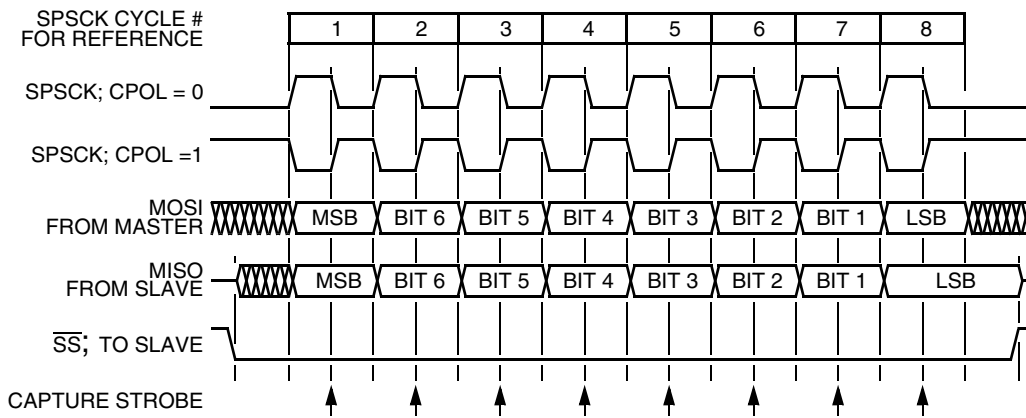 SPSCK CYCLE #
FOR REFERENCE
1 2 3 4 5 6 7 8
SPSCK; CPOL = 0
SPSCK; CPOL =1
MOSI
FROM MASTER
MSB BIT 6 BIT 5 BIT 4 BIT 3 BIT 2 BIT 1 LSB
MISO
FROM SLAVE
MSB BIT 6 BIT 5 BIT 4 BIT 3 BIT 2 BIT 1 LSB
SS; TO SLAVE
CAPTURE STROBE